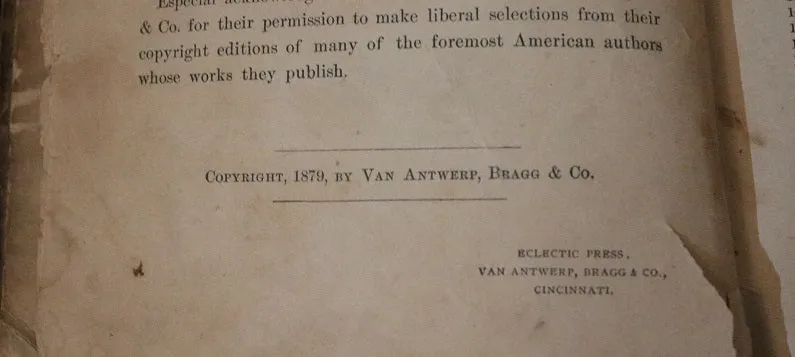 Especial
& Co. for their permission to make liberal selections from their
copyright editions of many of the foremost American authors
whose works they publish.
COPYRIGHT, 1879, BY VAN ANTWERP, BRAGG & CO.
ECLECTIC PRESS.
VAN ANTWERP, BRAGG & CO.,
CINCINNATI.